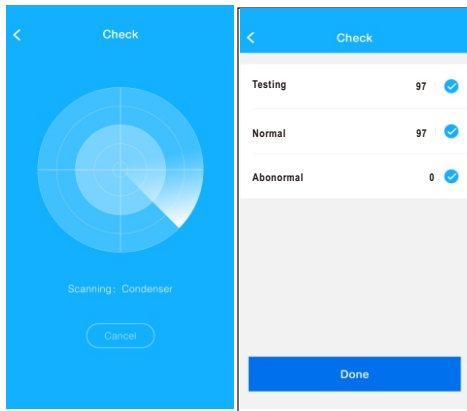 Check
Scanning: Condenser
Cancel
Check
Testing 97
Normal 97
Abonormal 0
Done